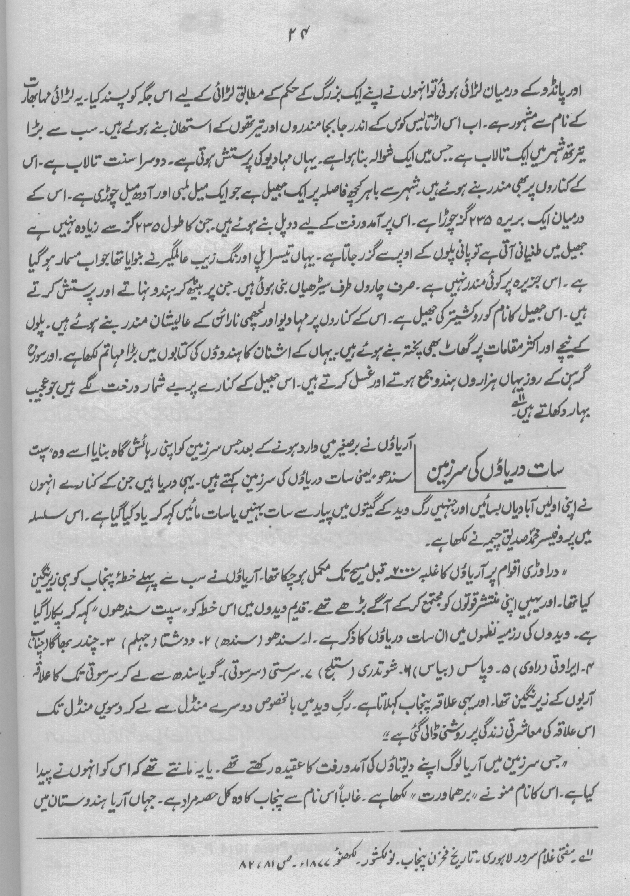 ۲۴
اور پانڈو کے درمیان لڑائی ہوئی تو انہوں نے اپنے ایک بزرگ کے حکم کے مطابق لڑائی کے لیے اس جگہ کو پسند کیا۔ یہ لڑائی مہابھارت
کے نام سے مشہور ہے۔ اب اس اڑتالیس کوس کے اندر جا بجا مندروں اور تیرتھوں کے استھان بنے ہوئے ہیں۔ سب سے بڑا
تیرتھ شہر میں ایک تالاب ہے۔ جس میں ایک شوالہ بنا ہوا ہے۔ یہاں مہادیو کی پرستش ہوتی ہے۔ دوسرا سنت تالاب ہے۔ اس
کے کناروں پر بھی مندر بنے ہوئے ہیں۔ شہر سے باہر کچھ فاصلہ پر ایک جھیل ہے جو ایک میل لمبی اور آدھ میل چوڑی ہے۔ اس کے
درمیان ایک بریرہ ۲۳۵ گز چوڑا ہے۔ اس پر آمدورفت کے لیے دو پل بنے ہوئے ہیں۔ جن کا طول ۲۳۵ گز سے زیادہ نہیں ہے
جھیل میں طغیانی آتی ہے تو پانی پلوں کے اوپر سے گزر جاتا ہے۔ یہاں تیسرا پل اورنگ زیب عالمگیر نے بنوایا تھا جو اب مسمار ہو گیا
ہے۔ اس جزیرہ پر کوئی مندر نہیں ہے۔ صرف چاروں طرف سیڑھیاں بنی ہوئی ہیں۔ جن پر بیٹھ کر ہندو نہاتے اور پرستش کرتے
ہیں۔ اس جھیل کا نام کوروکشیتر کی جھیل ہے۔ اس کے کناروں پر مہادیو اور لچھمی نارائن کے عالیشان مندر بنے ہوئے ہیں۔ پلوں
کے نیچے اور اکثر مقامات پر گھاٹ بھی پختہ بنے ہوئے ہیں۔ یہاں کے اشنان کا ہندوؤں کی کتابوں میں بڑا مہاتم لکھا ہے۔ اور سورج
گرہن کے روز یہاں ہزاروں ہندو جمع ہوتے اور غسل کرتے ہیں۔ اس جھیل کے کنارے پر بے شمار درخت لگے ہیں جو عجیب
بہار دکھاتے ہیں۔
سات دریاؤں کی سرزمین
آریاؤں نے برصغیر میں وارد ہونے کے بعد جس سرزمین کو اپنی رہائش گاہ بنایا اسے وہ "سپت
سندھو" یعنی سات دریاؤں کی سرزمین کہتے ہیں۔ یہی دریا ہیں جن کے کنارے انہوں
نے اپنی اولیں آبادیاں بسائیں اور جنہیں رگ وید کے گیتوں میں پیار سے سات بہنیں یا سات مائیں کہہ کر یاد کیا گیا ہے۔ اس سلسلہ
میں پروفیسر محمد صدیق چیمہ نے لکھا ہے۔
"دراوڑی اقوام پر آریاؤں کا غلبہ ۲۰۰۰ قبل مسیح تک مکمل ہو چکا تھا۔ آریاؤں نے سب سے پہلے خطۂ پنجاب کو ہی زیرنگین
کیا تھا۔ اور یہیں اپنی منتشر قوتوں کو مجتمع کر کے آگے بڑھے تھے۔ قدیم ویدوں میں اس خطہ کو "سپت سندھوں" کہہ کر پکارا گیا
ہے۔ ویدوں کی رزمیہ نظموں میں ان سات دریاؤں کا ذکر ہے۔ ۱۔ سندھو (سندھ) ۲۔ ودشتا (جہلم) ۳۔ چندر بھاگا (چناب)
۴۔ ایراوتی (راوی) ۵۔ وپاس (بیاس) ۶۔ شوتدری (ستلج) ۷۔ سرستی (سرسوتی)۔ گویا سندھ سے لے کر سرسوتی تک کا علاقہ
آریوں کے زیرنگین تھا۔ اور یہی علاقہ پنجاب کہلاتا ہے۔ رگ وید میں بالخصوص دوسرے منڈل سے لے کر دسویں منڈل تک
اس علاقہ کی معاشرتی زندگی پر روشنی ڈالی گئی ہے"
"جس سرزمین میں آریا لوگ اپنے دیوتاؤں کی آمدورفت کا عقیدہ رکھتے تھے۔ یا یہ مانتے تھے کہ اس کو انہوں نے پیدا
کیا ہے۔ اس کا نام منو نے "برھما ورت" لکھا ہے۔ غالباً اس نام سے پنجاب کا وہ کل حصہ مراد ہے۔ جہاں آریا ہندوستان میں
۱۱؎ مفتی غلام سرور لاہوری۔ تاریخ مخزن پنجاب۔ نولکشور۔ لکھنؤ ۱۸۷۷ء۔ ص ۸۱، ۸۲